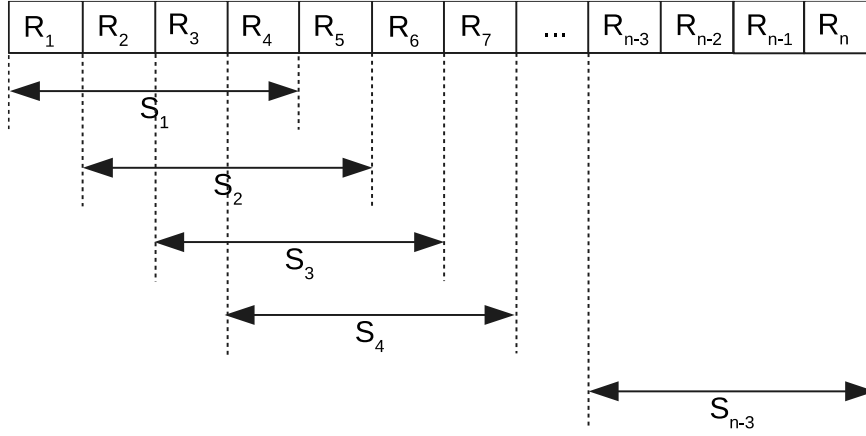 R1 R2 R3 R4 R5 R6 R7 ... Rn-3 Rn-2 Rn-1 Rn
S1
S2
S3
S4
Sn-3